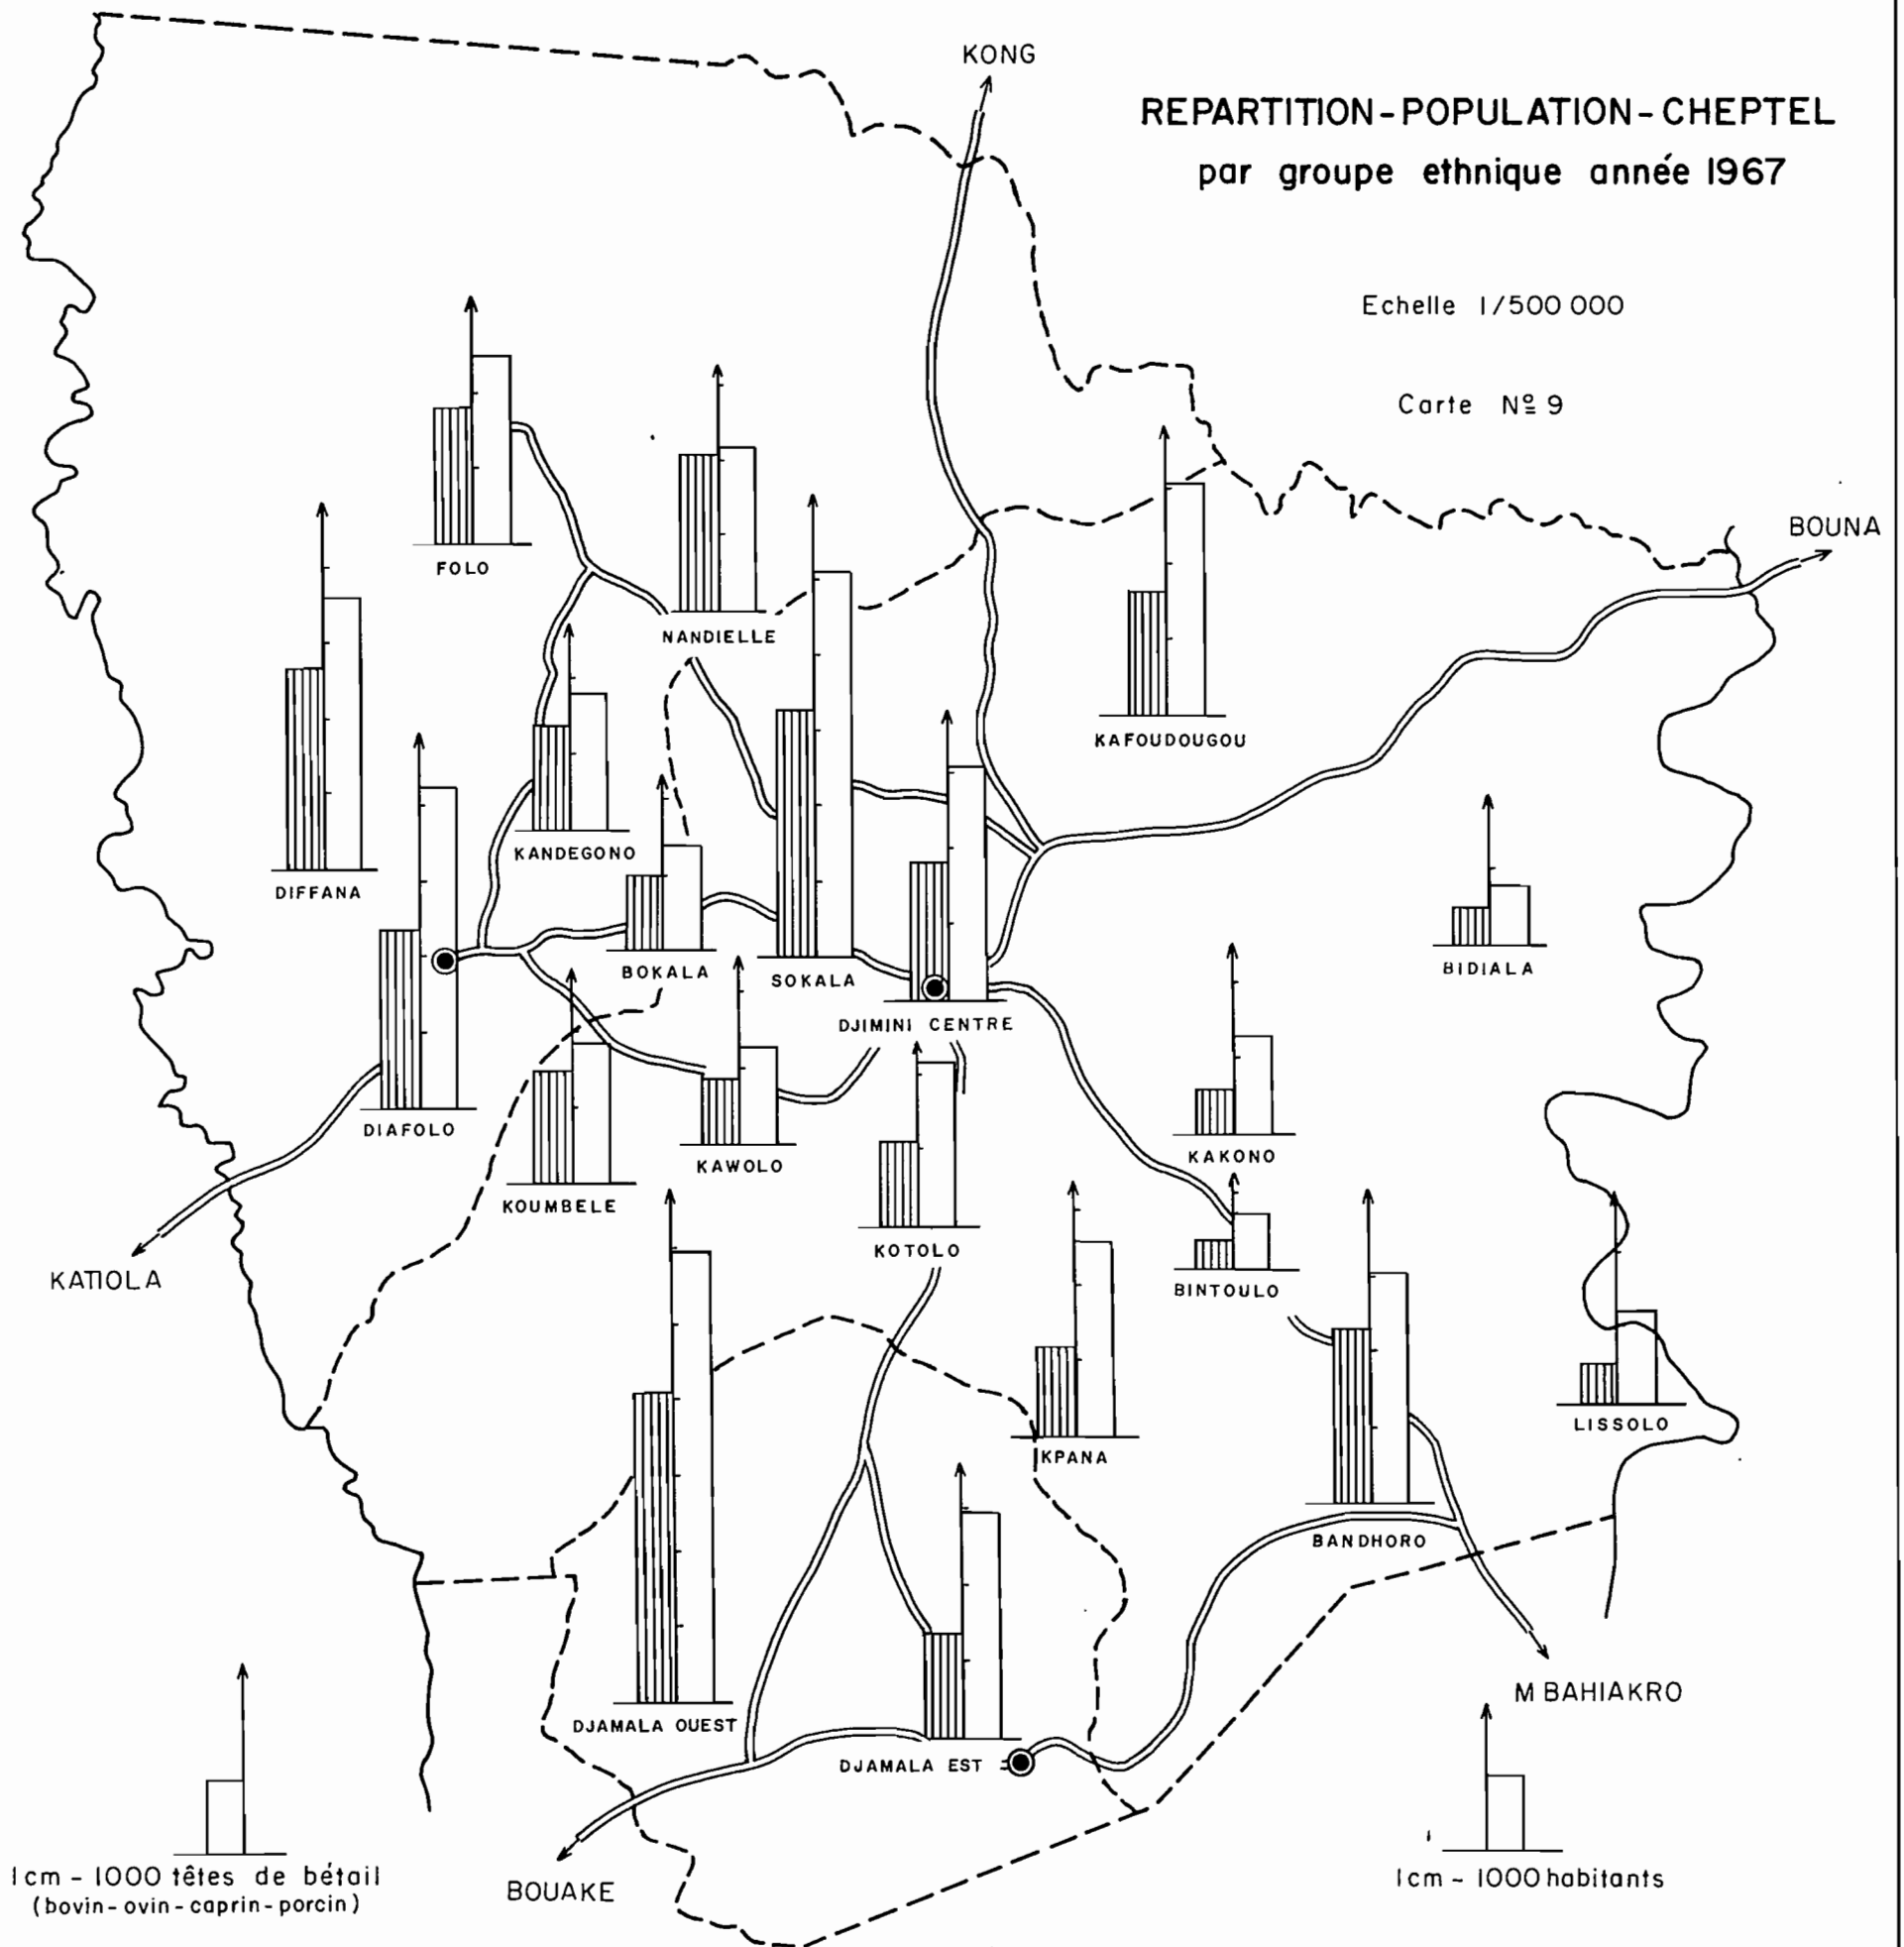 KONG
REPARTITION-POPULATION-CHEPTEL
par groupe ethnique année 1967
Echelle 1/500 000
Carte Nº 9
BOUNA
FOLO
NANDIELLE
KAFOUDOUGOU
KANDEGONO
DIFFANA
BOKALA
SOKALA
BIDIALA
DJIMINI CENTRE
DIAFOLO
KAWOLO
KAKONO
KOUMBELE
KOTOLO
KATIOLA
BINTOULO
LISSOLO
KPANA
BANDHORO
M BAHIAKRO
DJAMALA OUEST
DJAMALA EST
1cm - 1000 têtes de bétail
(bovin-ovin-caprin-porcin)
BOUAKE
1cm - 1000 habitants